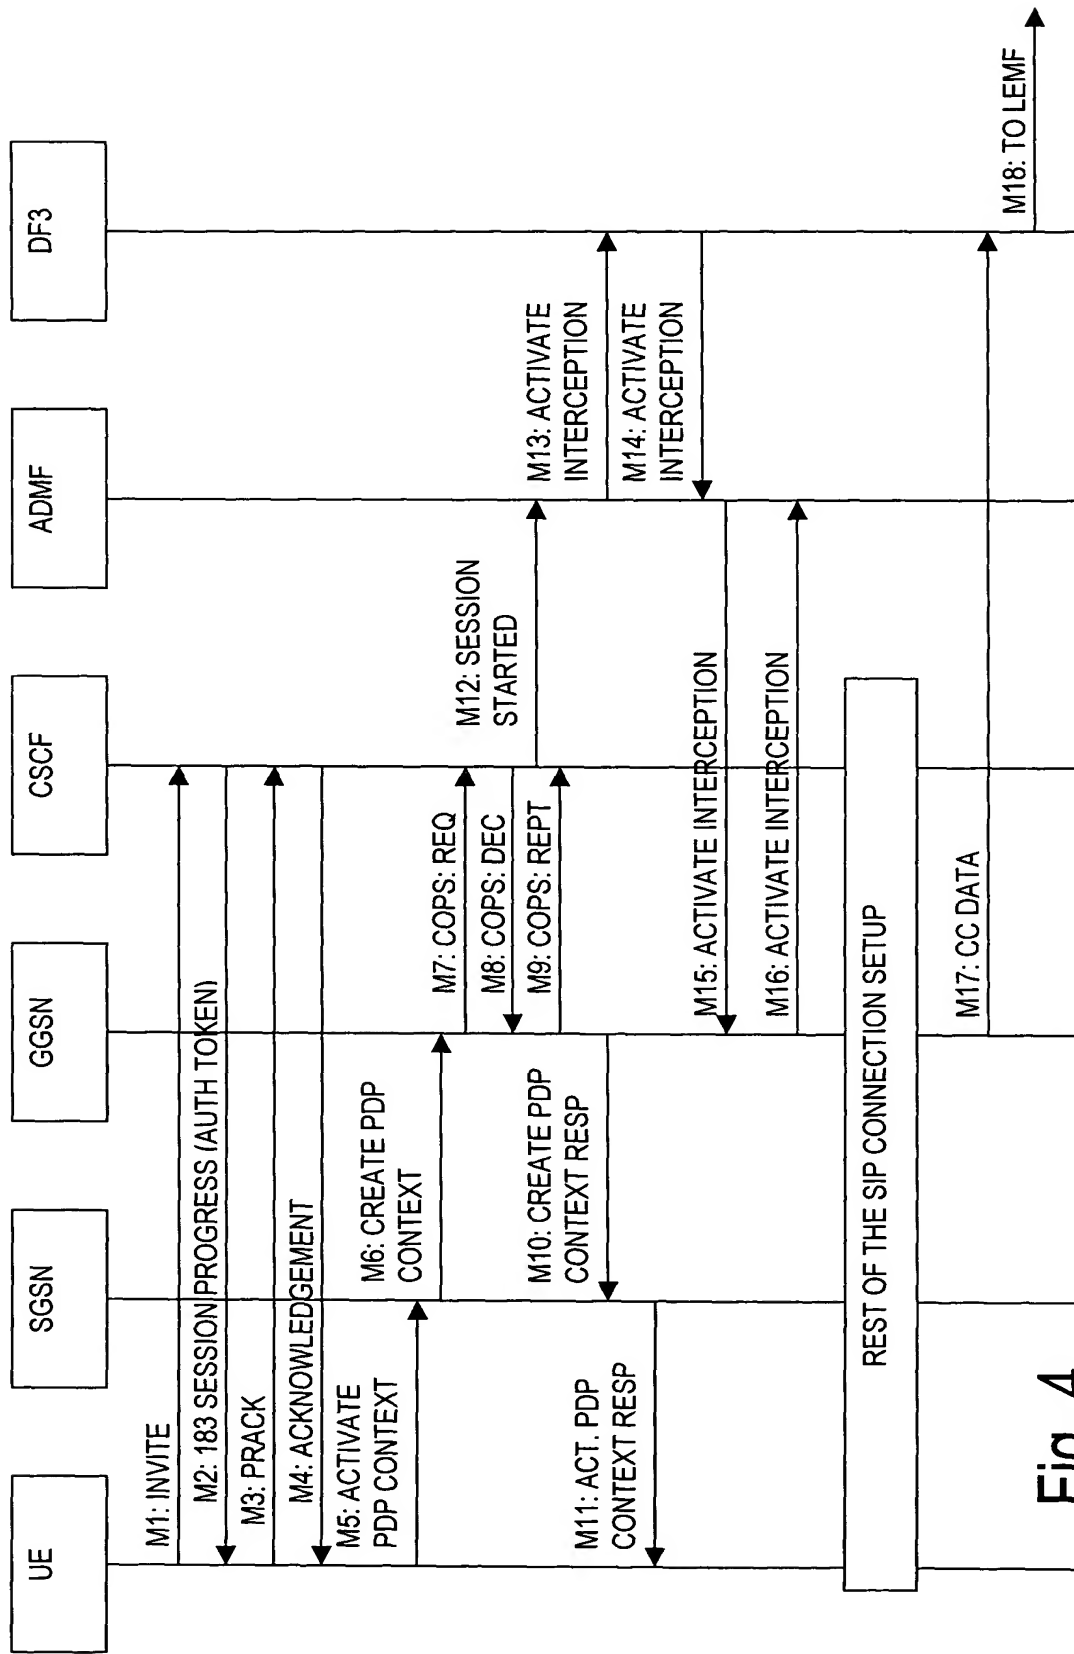 UE
SGSN
GGSN
CSCF
ADMF
DF3
M1: INVITE
M2: 183 SESSION PROGRESS (AUTH TOKEN)
M3: PRACK
M4: ACKNOWLEDGEMENT
M5: ACTIVATE
PDP CONTEXT
M6: CREATE PDP
CONTEXT
M7: COPS: REQ
M8: COPS: DEC
M9: COPS: REPT
M10: CREATE PDP
CONTEXT RESP
M11: ACT. PDP
CONTEXT RESP
M12: SESSION
STARTED
M13: ACTIVATE
INTERCEPTION
M14: ACTIVATE
INTERCEPTION
M15: ACTIVATE INTERCEPTION
M16: ACTIVATE INTERCEPTION
REST OF THE SIP CONNECTION SETUP
M17: CC DATA
M18: TO LEMF
Fig. 4